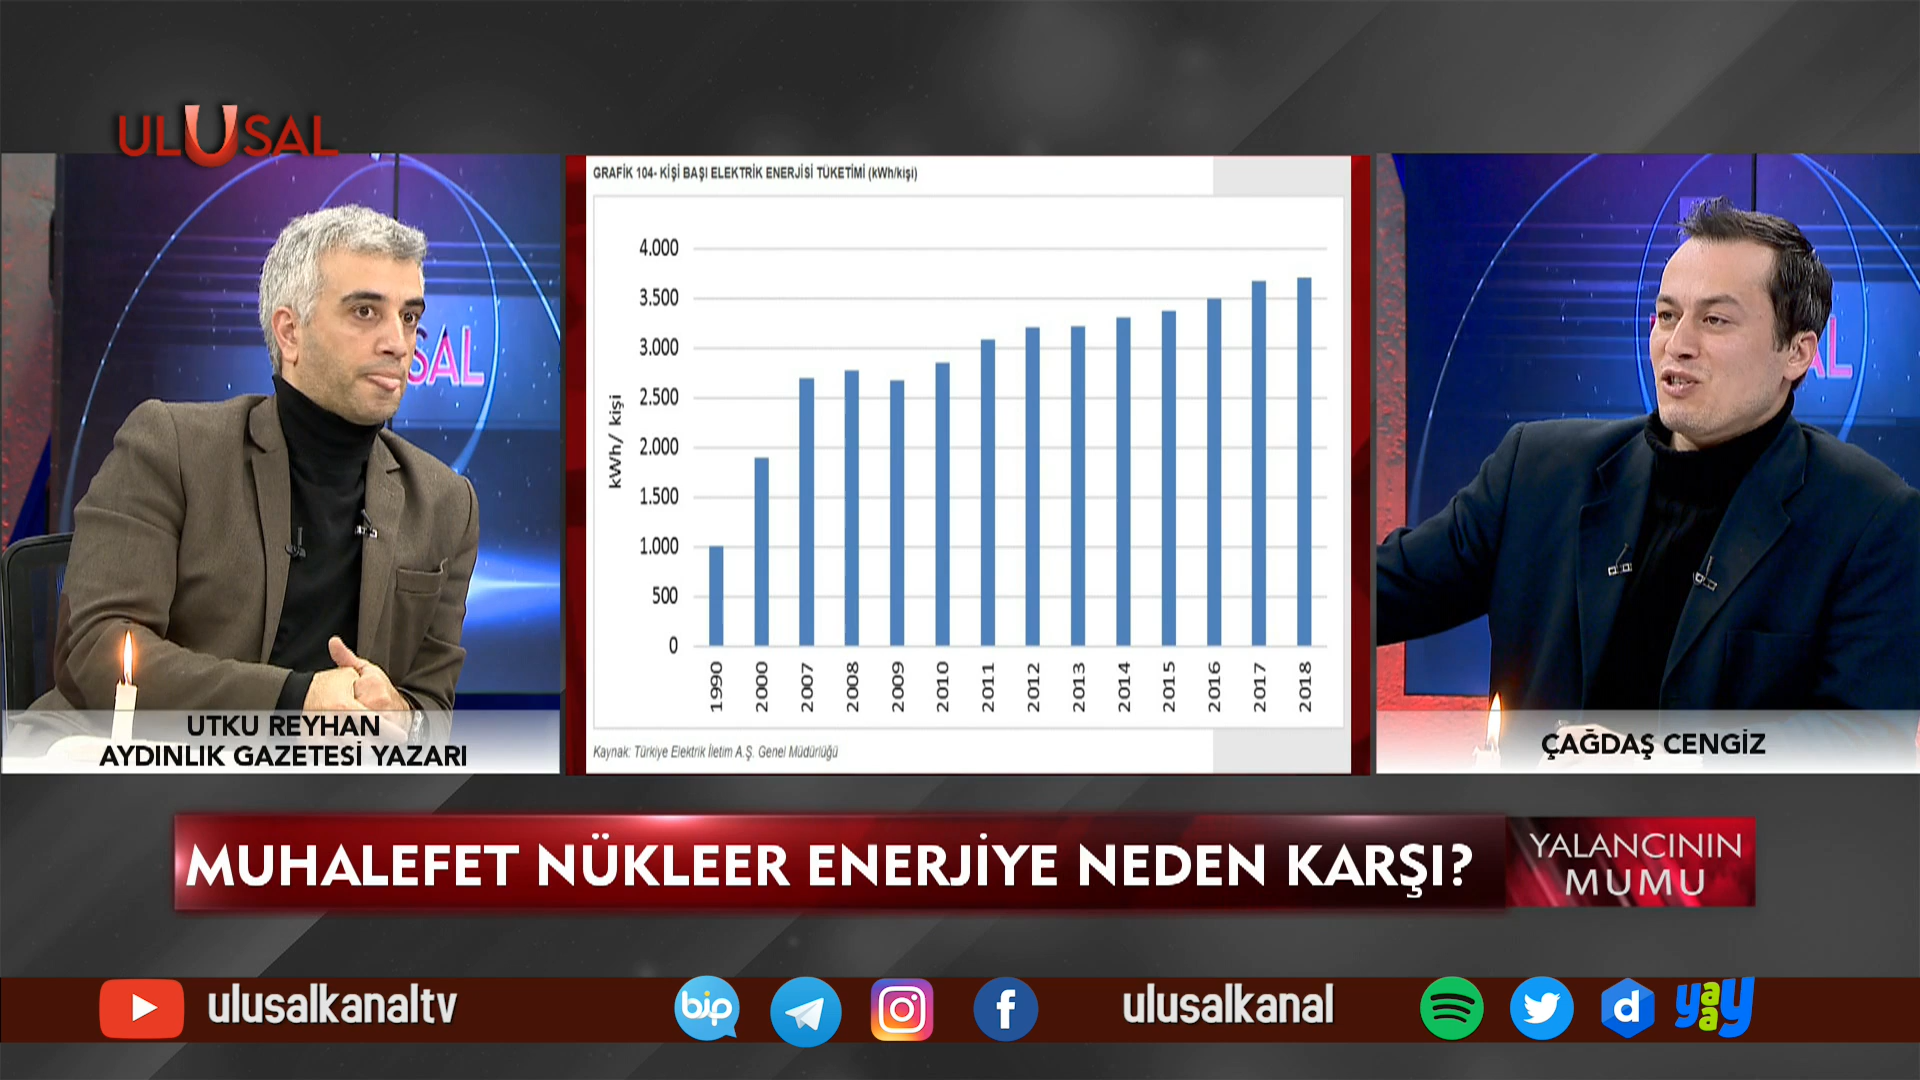 ULUSAL
GRAFİK 104- KİŞİ BAŞI ELEKTRİK ENERJİSİ TÜKETİMİ (kWh/kişi)
kWh/ kişi
4.000
3.500
3.000
2.500
2.000
1.500
1.000
500
0
1990 2000 2007 2008 2009 2010 2011 2012 2013 2014 2015 2016 2017 2018
Kaynak: Türkiye Elektrik İletim A.Ş. Genel Müdürlüğü
SAL
AL
UTKU REYHAN
AYDINLIK GAZETESİ YAZARI
ÇAĞDAŞ CENGİZ
MUHALEFET NÜKLEER ENERJİYE NEDEN KARŞI?
YALANCININ
MUMU
ulusalkanaltv
bip
f
ulusalkanal
d
yaay